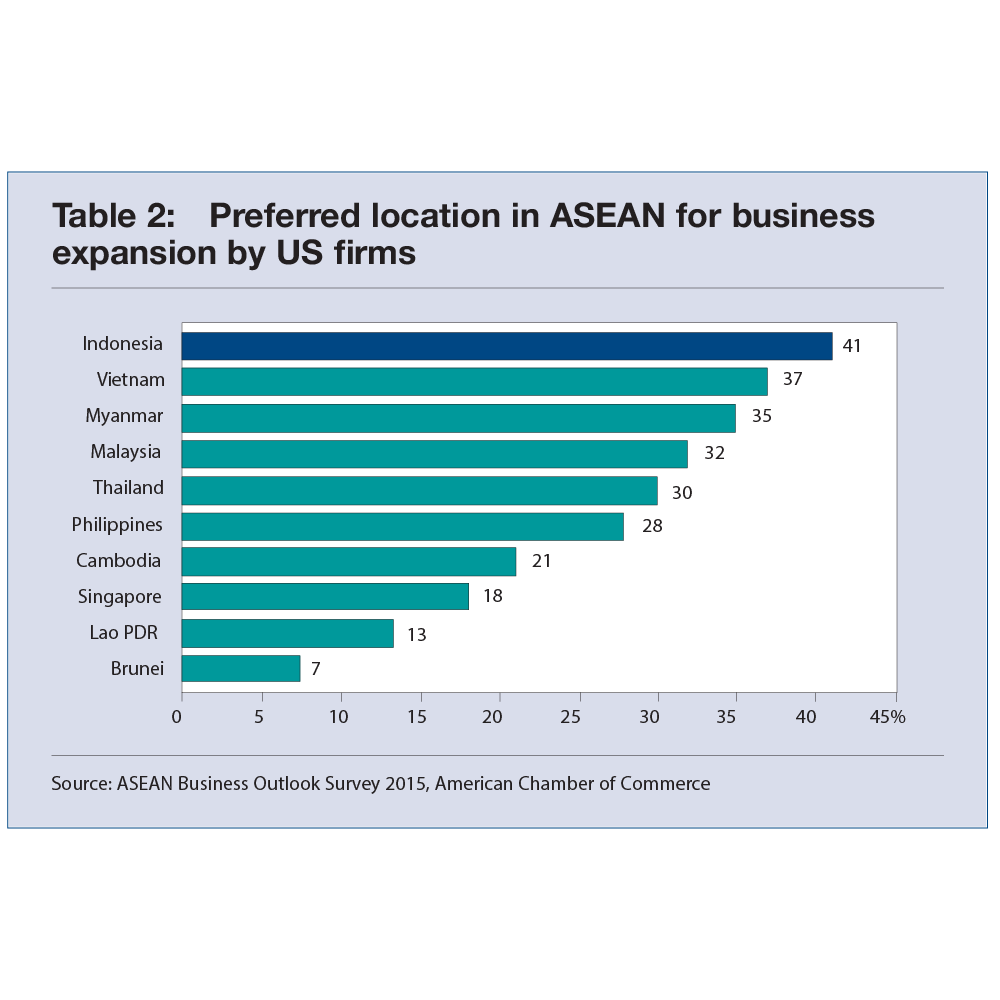 Table 2: Preferred location in ASEAN for business
expansion by US firms
Indonesia 41
Vietnam 37
Myanmar 35
Malaysia 32
Thailand 30
Philippines 28
Cambodia 21
Singapore 18
Lao PDR 13
Brunei 7
0 5 10 15 20 25 30 35 40 45%
Source: ASEAN Business Outlook Survey 2015, American Chamber of Commerce